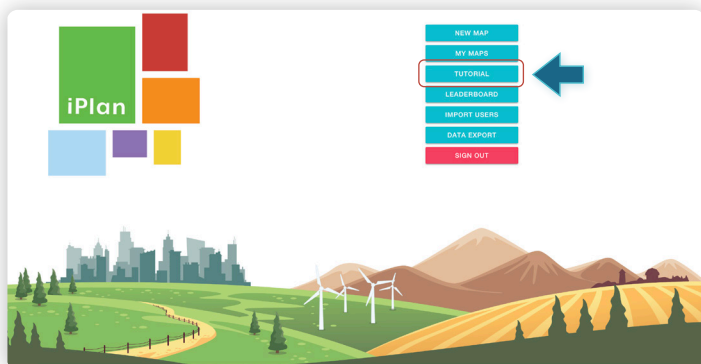 iPlan
NEW MAP
MY MAPS
TUTORIAL
LEADERBOARD
IMPORT USERS
DATA EXPORT
SIGN OUT